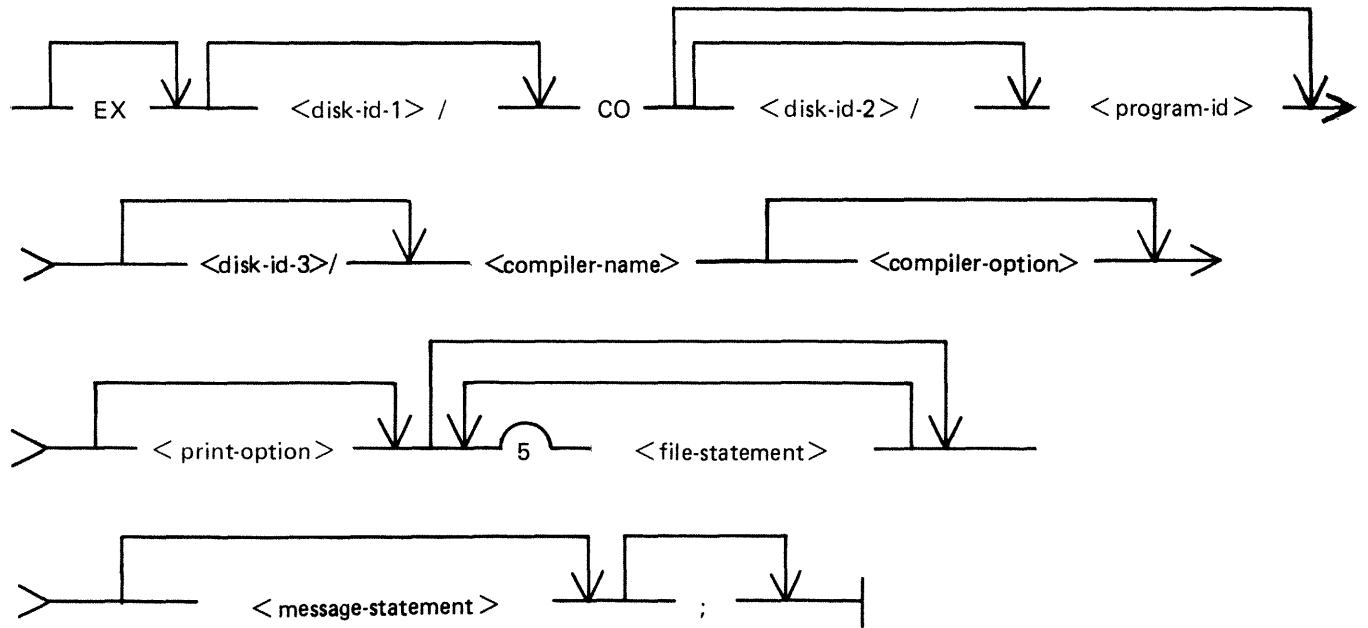 EX <disk-id-1> / CO <disk-id-2> / <program-id>
<disk-id-3>/ <compiler-name> <compiler-option>
<print-option> 5 <file-statement>
<message-statement> ;